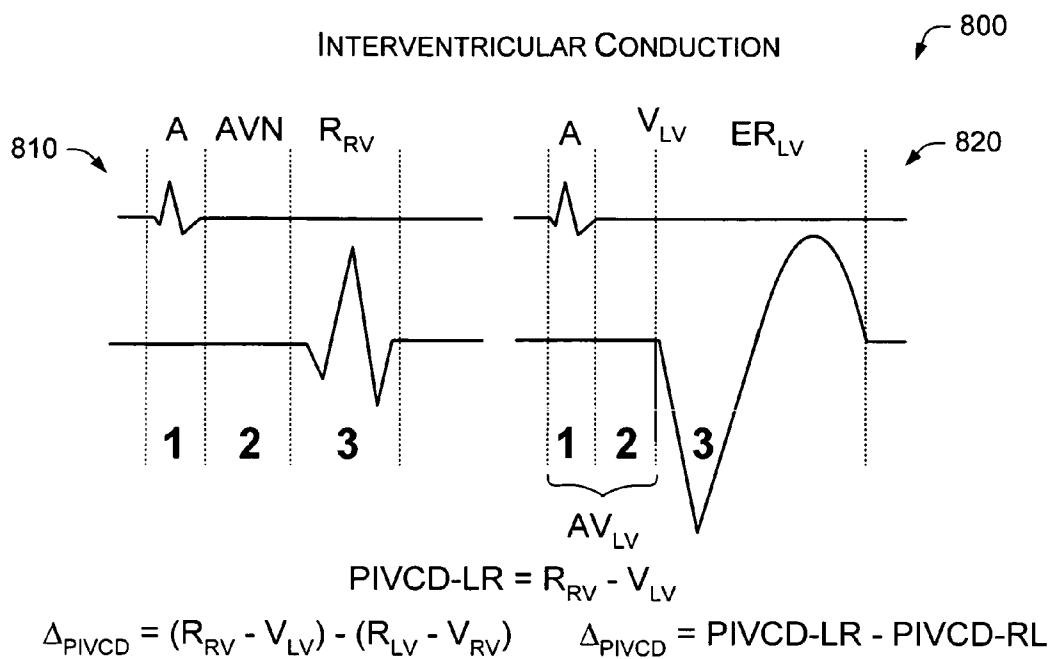 INTERVENTRICULAR CONDUCTION
800
810
A AVN R_RV
A V_LV ER_LV
820
1 2 3
1 2 3
AV_LV
PIVCD-LR = R_RV - V_LV
Δ_PIVCD = (R_RV - V_LV) - (R_LV - V_RV)
Δ_PIVCD = PIVCD-LR - PIVCD-RL